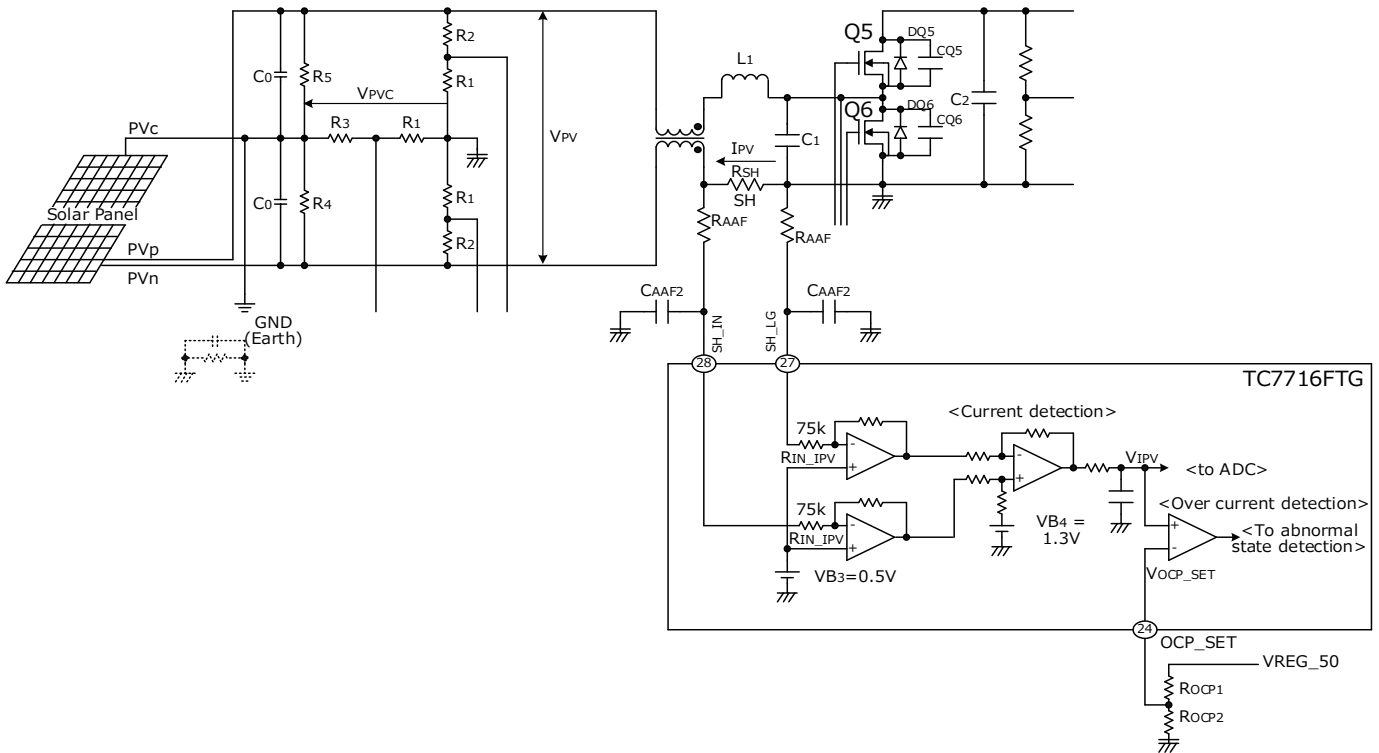 R2
C0
R5
R1
VPVC
PVc
R3
R1
VPV
Solar Panel
C0
R4
R1
R2
PVp
PVn
GND
(Earth)
L1
Q5
DQ5
CQ5
Q6
DQ6
CQ6
C2
C1
IPV
RSH
SH
RAAF
RAAF
CAAF2
CAAF2
SH_IN
SH_LG
28
27
TC7716FTG
<Current detection>
75k
RIN_IPV
-
+
-
+
VIPV
<to ADC>
75k
RIN_IPV
-
+
VB4 =
1.3V
<Over current detection>
+
-
<To abnormal
state detection>
VB3=0.5V
VOCP_SET
24
OCP_SET
VREG_50
ROCP1
ROCP2